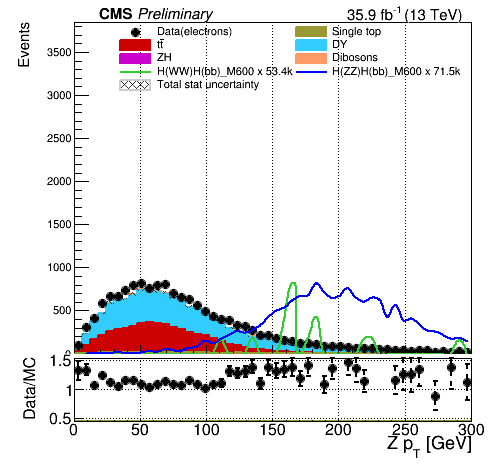 CMS Preliminary 35.9 fb⁻¹ (13 TeV)
Events
Data(electrons) Single top
tt̄ DY
ZH Dibosons
H(WW)H(bb)_M600 x 53.4k H(ZZ)H(bb)_M600 x 71.5k
Total stat uncertainty
3500
3000
2500
2000
1500
1000
500
0
Data/MC
1.5
1.0
0.5
0 50 100 150 200 250 300
Z p_T [GeV]